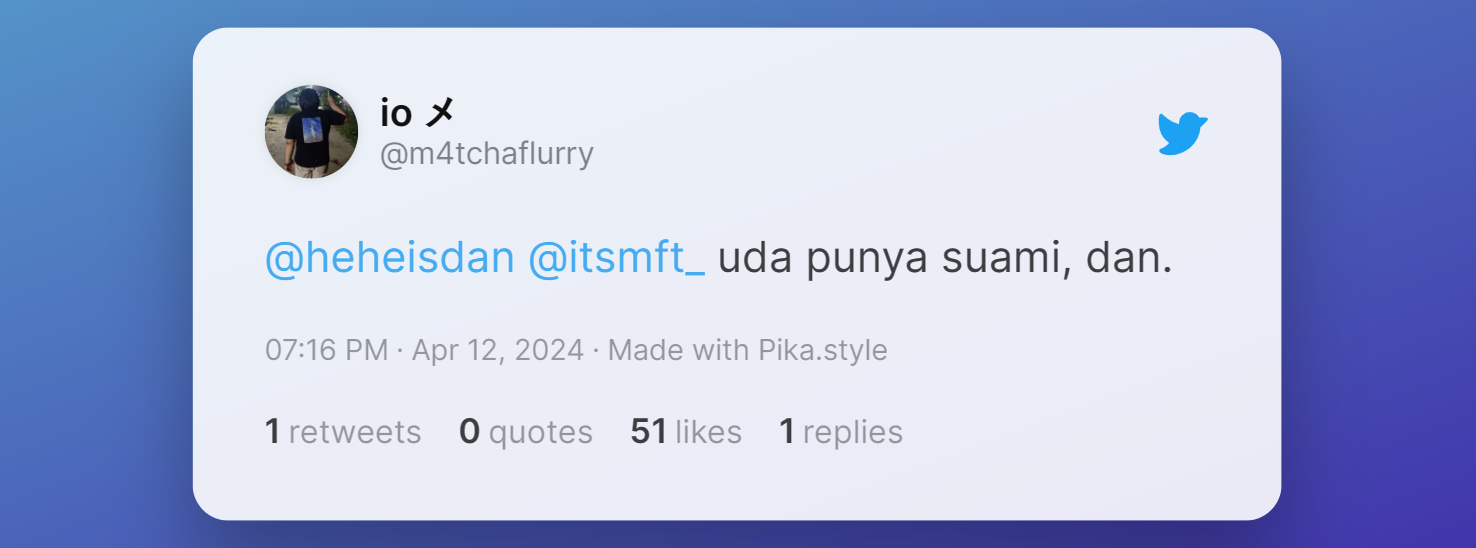 io メ
@m4tchaflurry
@heheisdan @itsmft_ uda punya suami, dan.
07:16 PM · Apr 12, 2024 · Made with Pika.style
1 retweets 0 quotes 51 likes 1 replies